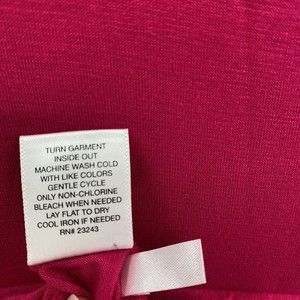 TURN GARMENT
INSIDE OUT
MACHINE WASH COLD
WITH LIKE COLORS
GENTLE CYCLE
ONLY NON-CHLORINE
BLEACH WHEN NEEDED
LAY FLAT TO DRY
COOL IRON IF NEEDED
RN# 23243